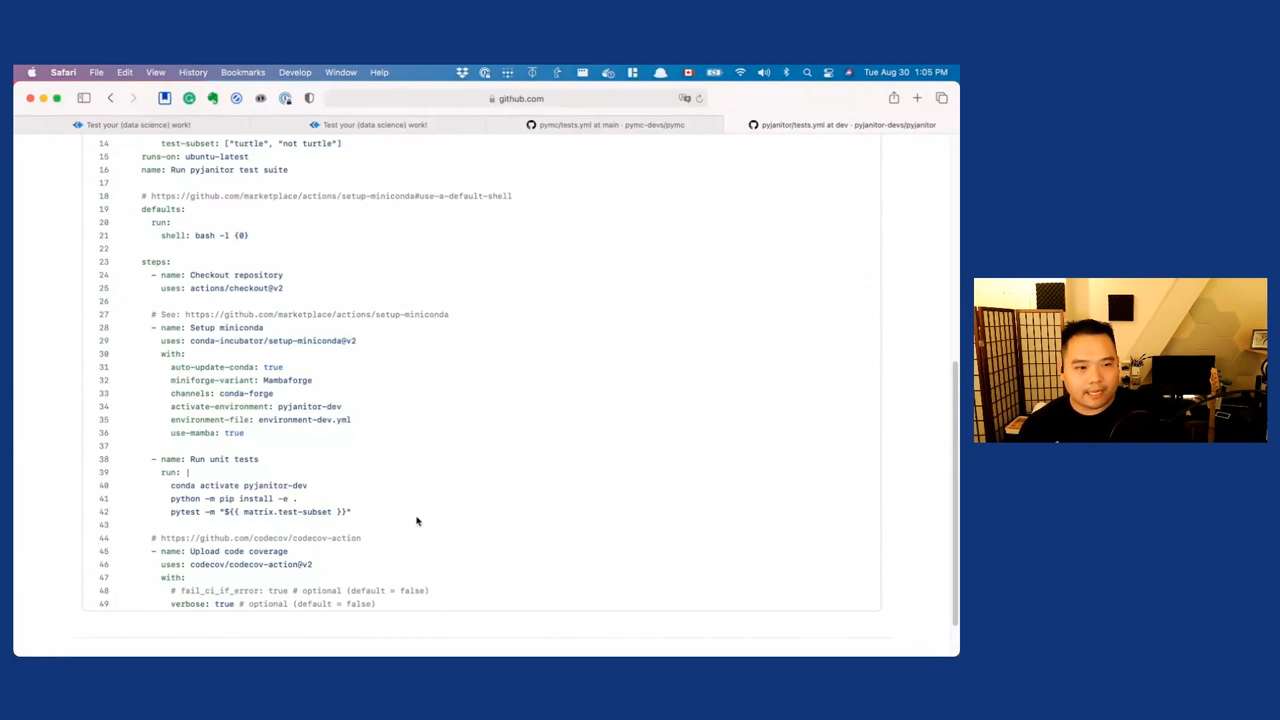 Safari File Edit View History Bookmarks Develop Window Help Tue Aug 30 1:05 PM
github.com
Test your (data science) work! Test your (data science) work! pymc/tests.yml at main · pymc-devs/pymc pyjanitor/tests.yml at dev · pyjanitor-devs/pyjanitor
14 test-subset: ["turtle", "not turtle"]
15 runs-on: ubuntu-latest
16 name: Run pyjanitor test suite
17
18 # https://github.com/marketplace/actions/setup-miniconda#use-a-default-shell
19 defaults:
20 run:
21 shell: bash -l {0}
22
23 steps:
24 - name: Checkout repository
25 uses: actions/checkout@v2
26
27 # See: https://github.com/marketplace/actions/setup-miniconda
28 - name: Setup miniconda
29 uses: conda-incubator/setup-miniconda@v2
30 with:
31 auto-update-conda: true
32 miniforge-variant: Mambaforge
33 channels: conda-forge
34 activate-environment: pyjanitor-dev
35 environment-file: environment-dev.yml
36 use-mamba: true
37
38 - name: Run unit tests
39 run: |
40 conda activate pyjanitor-dev
41 python -m pip install -e .
42 pytest -m "${{ matrix.test-subset }}"
43
44 # https://github.com/codecov/codecov-action
45 - name: Upload code coverage
46 uses: codecov/codecov-action@v2
47 with:
48 # fail_ci_if_error: true # optional (default = false)
49 verbose: true # optional (default = false)